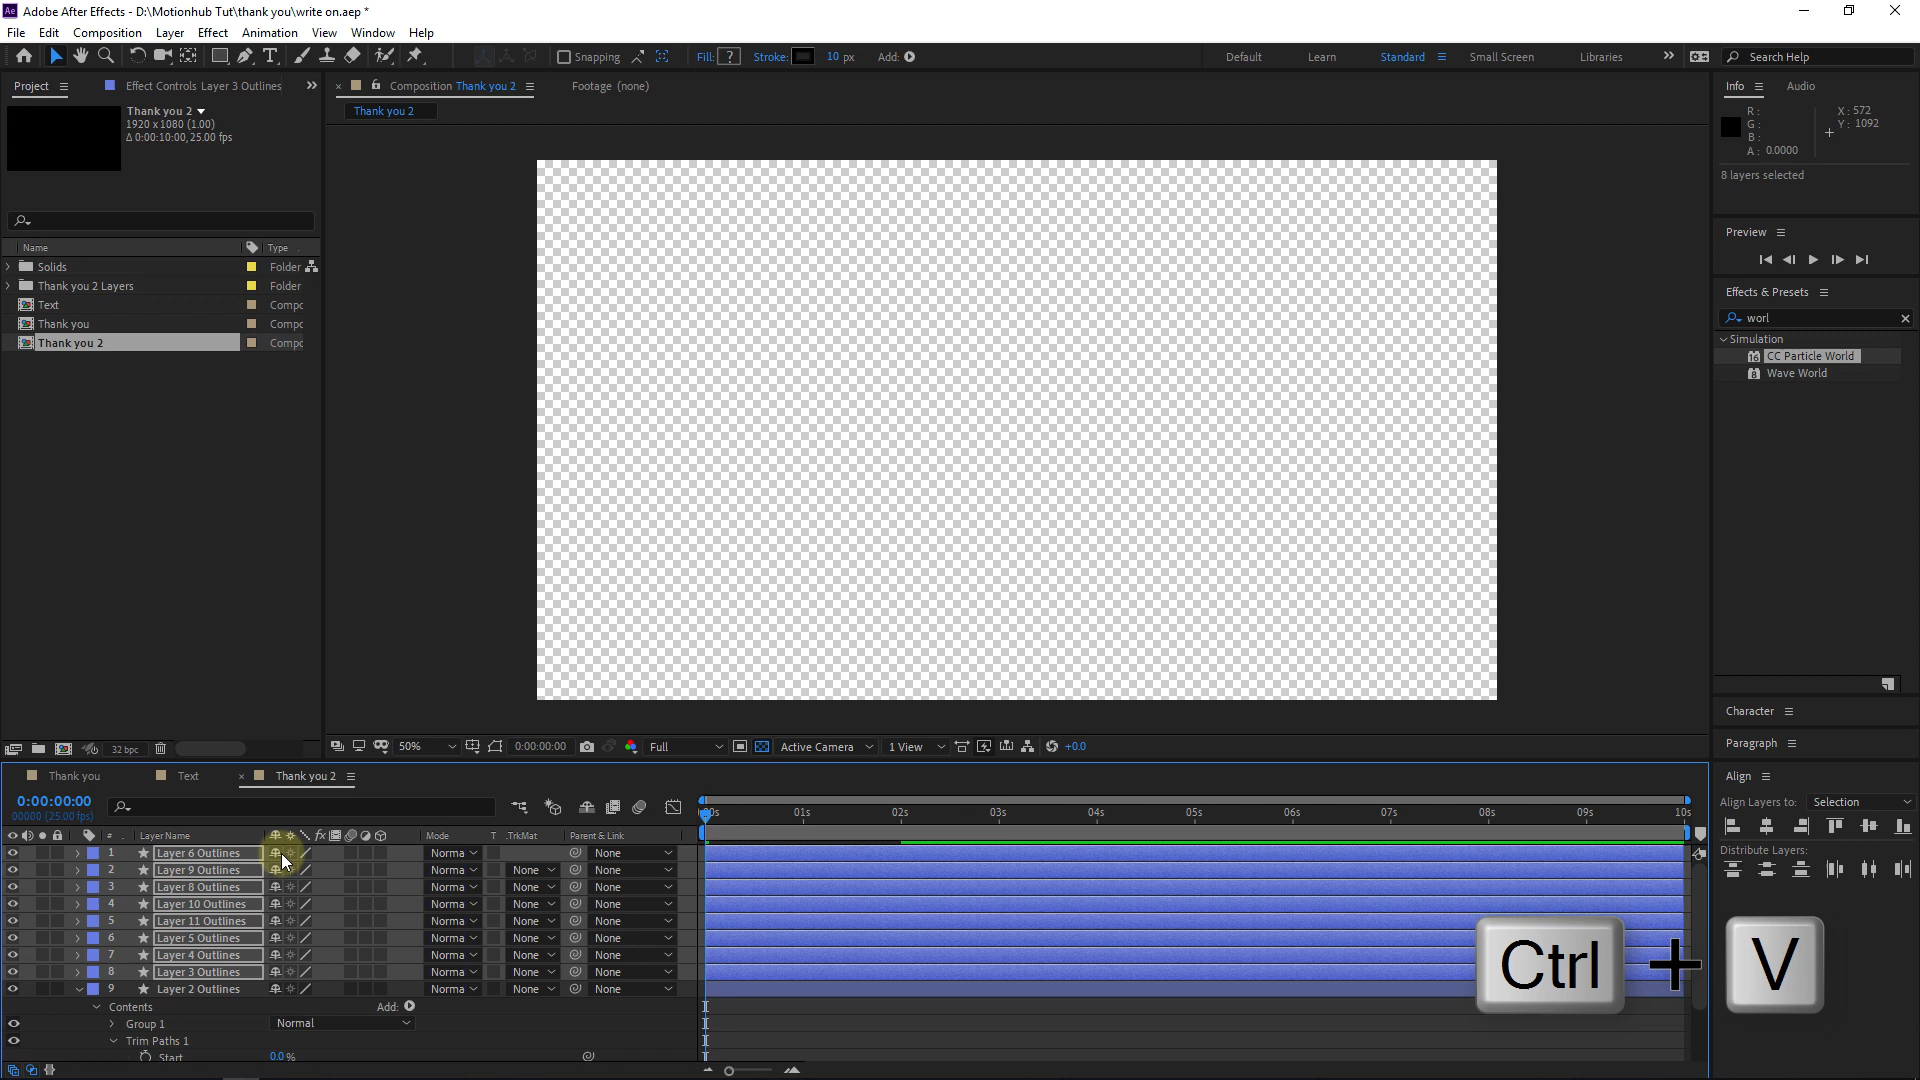 Adobe After Effects - D:\Motionhub Tut\thank you\write on.aep *
File Edit Composition Layer Effect Animation View Window Help
Snapping Fill: ? Stroke: 10 px Add: Default Learn Standard Small Screen Libraries Search Help
Project Effect Controls Layer 3 Outlines
Composition Thank you 2 Footage (none)
Thank you 2
Thank you 2
1920 x 1080 (1.00)
Δ 0:00:10:00, 25.00 fps
Info Audio
R: X: 572
G: Y: 1092
B:
A: 0.0000
8 layers selected
Name Type
Solids Folder
Thank you 2 Layers Folder
Text Compc
Thank you Compc
Thank you 2 Compc
Preview
Effects & Presets
worl
Simulation
CC Particle World
Wave World
Character
Paragraph
32 bpc
50% 0:00:00:00 Full Active Camera 1 View +0.0
Thank you Text Thank you 2
0:00:00:00
00000 (25.00 fps)
:00s 01s 02s 03s 04s 05s 06s 07s 08s 09s 10s
# Layer Name fx Mode T .TrkMat Parent & Link
1 Layer 6 Outlines Norma None
2 Layer 9 Outlines Norma None None
3 Layer 8 Outlines Norma None None
4 Layer 10 Outlines Norma None None
5 Layer 11 Outlines Norma None None
6 Layer 5 Outlines Norma None None
7 Layer 4 Outlines Norma None None
8 Layer 3 Outlines Norma None None
9 Layer 2 Outlines Norma None None
Contents Add:
Group 1 Normal
Trim Paths 1
Start 0.0 %
Align
Align Layers to: Selection
Distribute Layers:
Ctrl + V